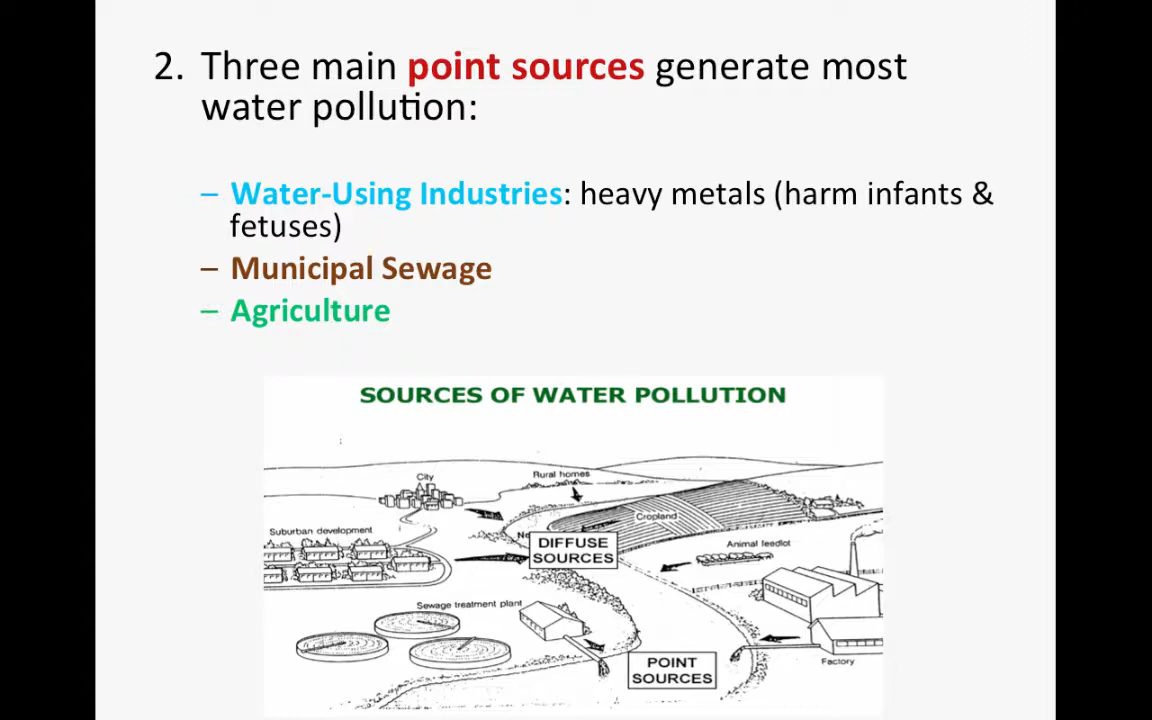 2. Three main point sources generate most
water pollution:
– Water-Using Industries: heavy metals (harm infants &
fetuses)
– Municipal Sewage
– Agriculture
SOURCES OF WATER POLLUTION
City
Rural homes
Cropland
Suburban development
DIFFUSE
SOURCES
Animal feedlot
Sewage treatment plant
POINT
SOURCES
Factory